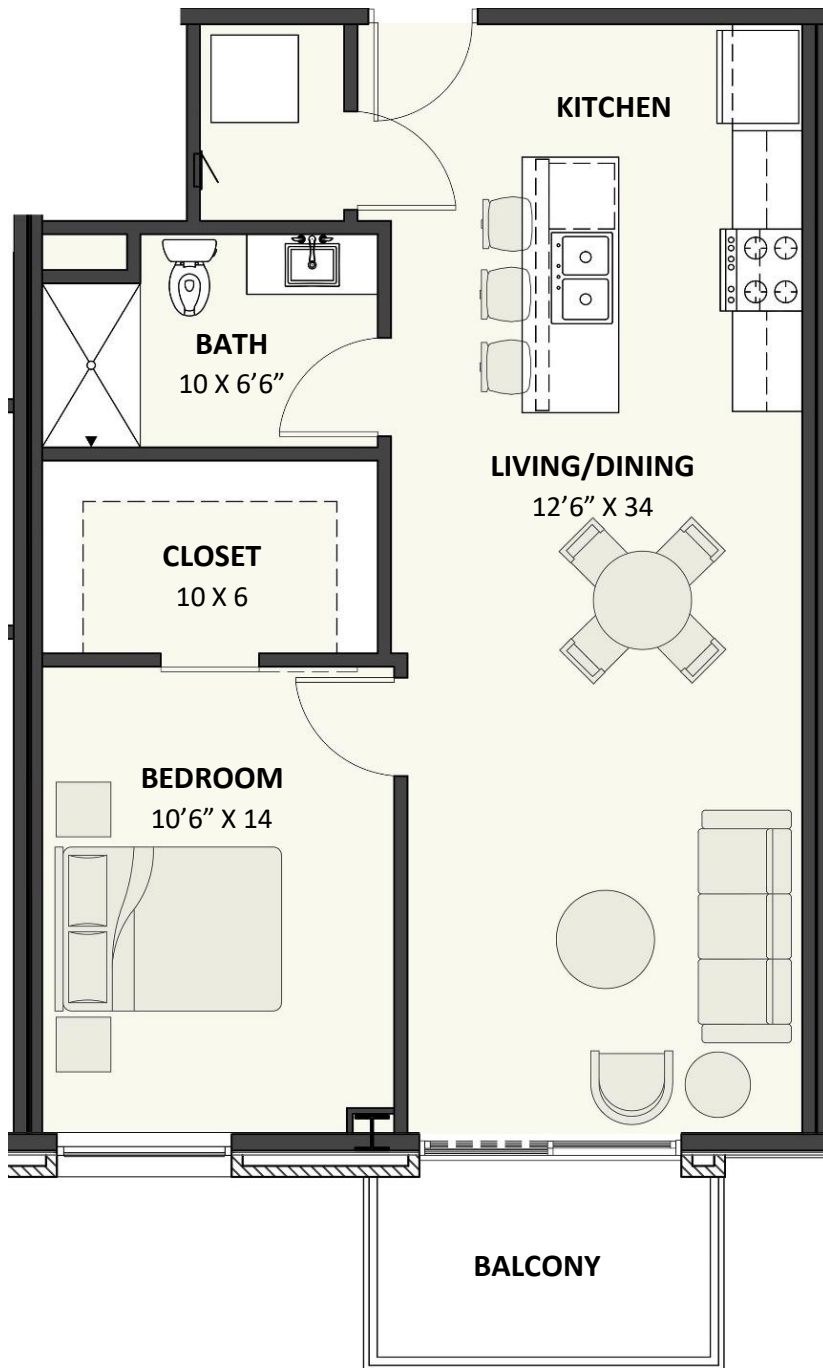 KITCHEN
BATH
10 X 6’6”
LIVING/DINING
12’6” X 34
CLOSET
10 X 6
BEDROOM
10’6” X 14
BALCONY